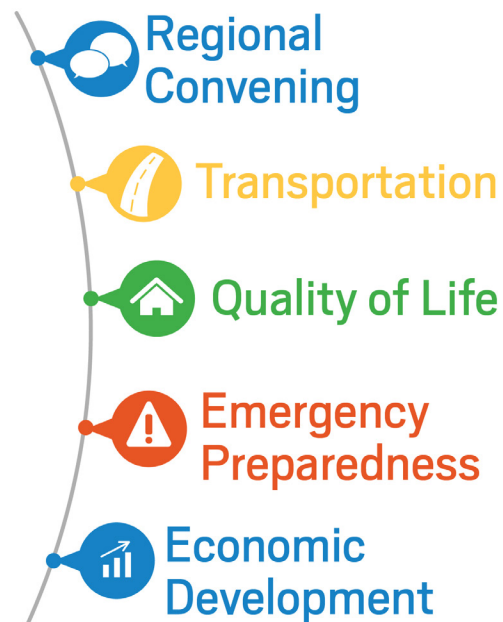 Regional
Convening
Transportation
Quality of Life
Emergency
Preparedness
Economic
Development